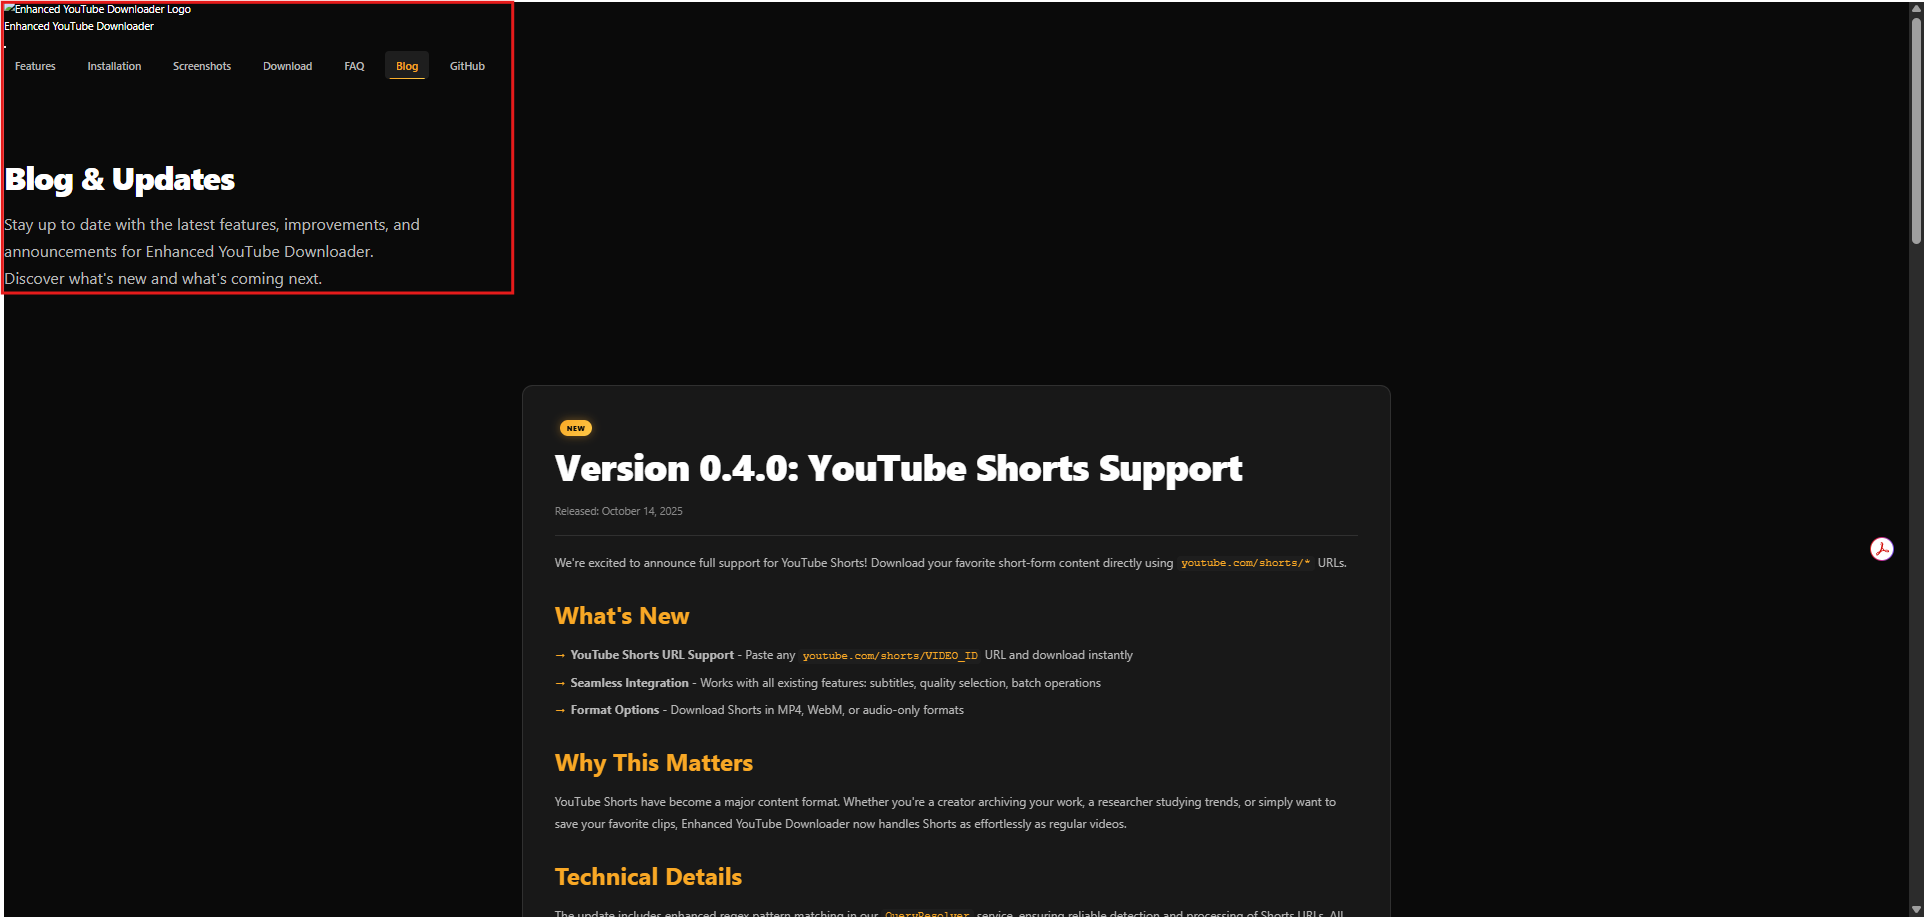 Enhanced YouTube Downloader Logo
Enhanced YouTube Downloader
Features Installation Screenshots Download FAQ Blog GitHub
Blog & Updates
Stay up to date with the latest features, improvements, and
announcements for Enhanced YouTube Downloader.
Discover what's new and what's coming next.
NEW
Version 0.4.0: YouTube Shorts Support
Released: October 14, 2025
We're excited to announce full support for YouTube Shorts! Download your favorite short-form content directly using youtube.com/shorts/* URLs.
What's New
→ YouTube Shorts URL Support - Paste any youtube.com/shorts/VIDEO_ID URL and download instantly
→ Seamless Integration - Works with all existing features: subtitles, quality selection, batch operations
→ Format Options - Download Shorts in MP4, WebM, or audio-only formats
Why This Matters
YouTube Shorts have become a major content format. Whether you're a creator archiving your work, a researcher studying trends, or simply want to
save your favorite clips, Enhanced YouTube Downloader now handles Shorts as effortlessly as regular videos.
Technical Details
The update includes enhanced regex pattern matching in our QueryResolver service, ensuring reliable detection and processing of Shorts URLs. All